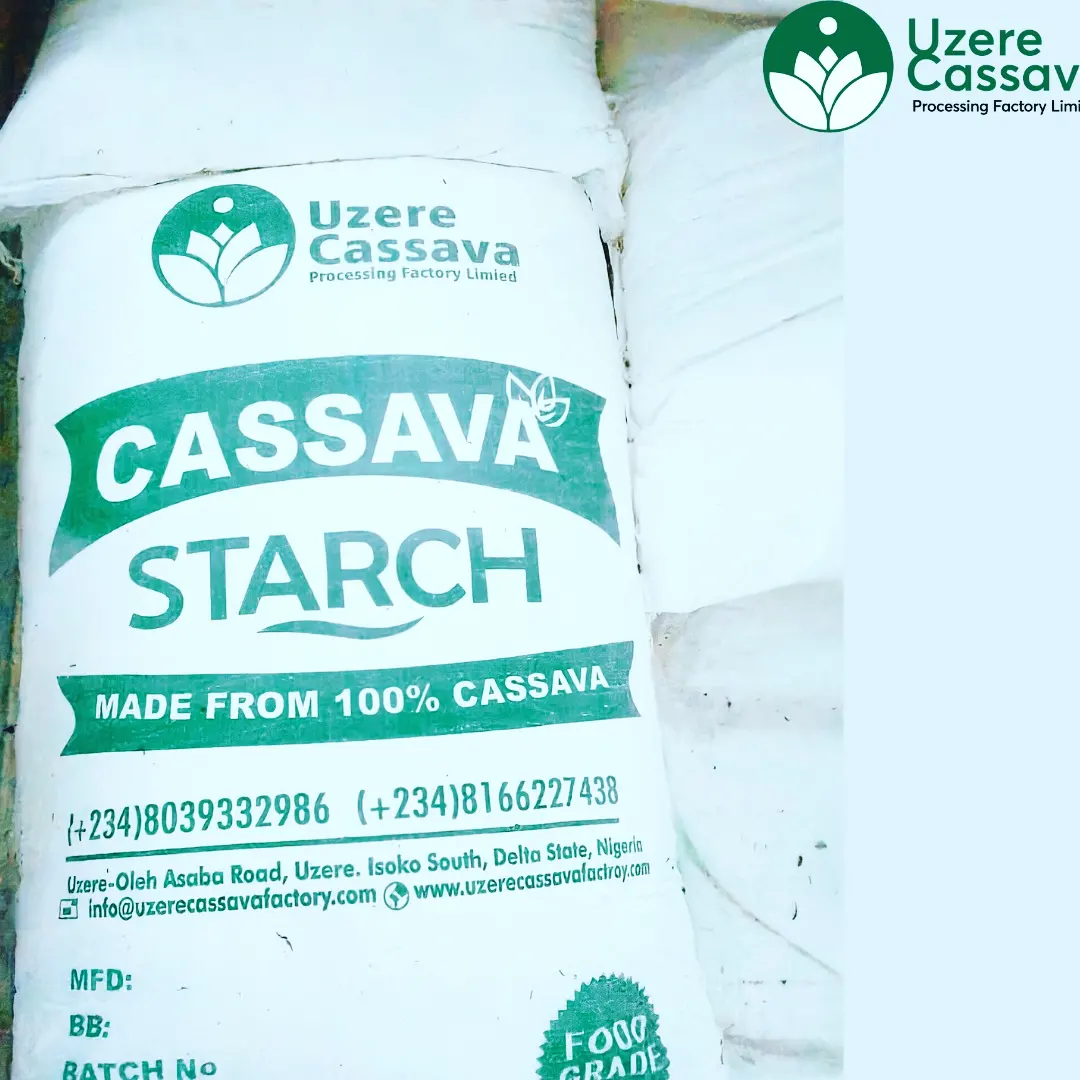 Uzere
Cassav
Processing Factory Limi
Uzere
Cassava
Processing Factory Limied
CASSAVA
STARCH
MADE FROM 100% CASSAVA
(+234)8039332986 (+234)8166227438
Uzere-Oleh Asaba Road, Uzere. Isoko South, Delta State, Nigeria
info@uzerecassavafactory.com www.uzerecassavafactroy.com
MFD:
BB:
BATCH No
FOOD
GRADE